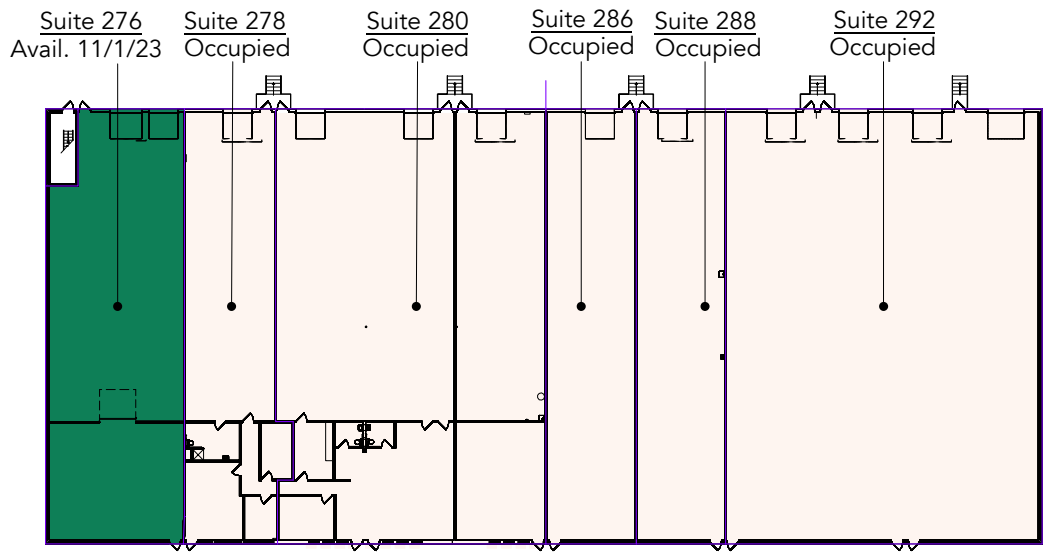 Suite 276
Avail. 11/1/23
Suite 278
Occupied
Suite 280
Occupied
Suite 286
Occupied
Suite 288
Occupied
Suite 292
Occupied